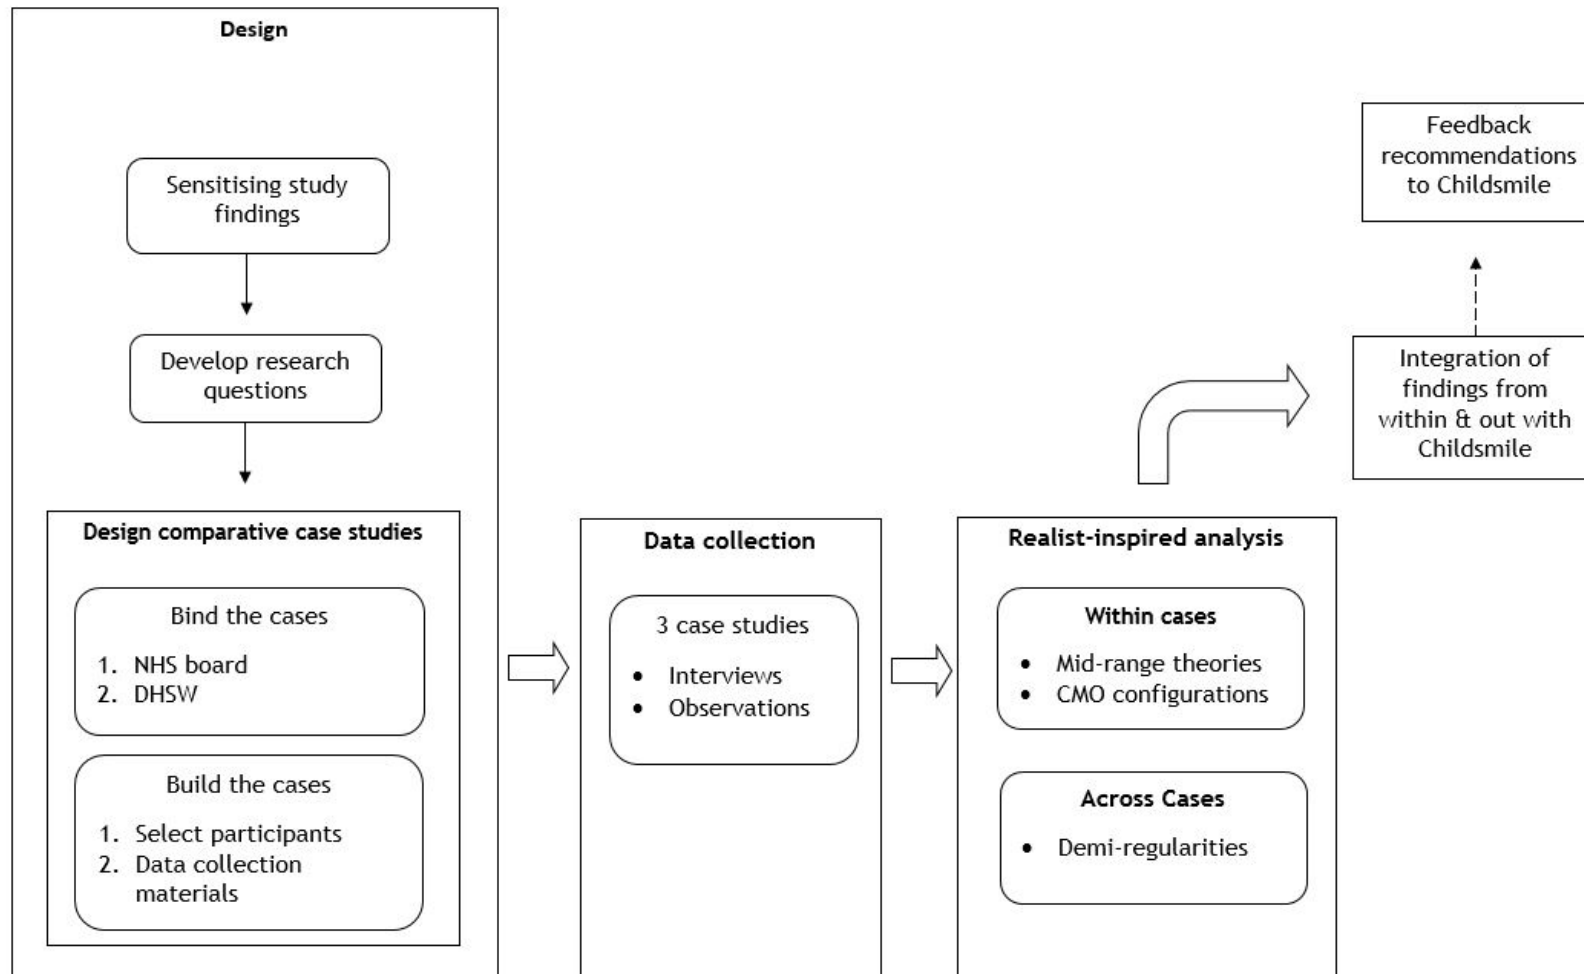 Design
Sensitising study
findings
Develop research
questions
Design comparative case studies
Bind the cases
1. NHS board
2. DHSW
Build the cases
1. Select participants
2. Data collection
materials
Data collection
3 case studies
• Interviews
• Observations
Realist-inspired analysis
Within cases
• Mid-range theories
• CMO configurations
Across Cases
• Demi-regularities
Integration of
findings from
within & out with
Childsmile
Feedback
recommendations
to Childsmile